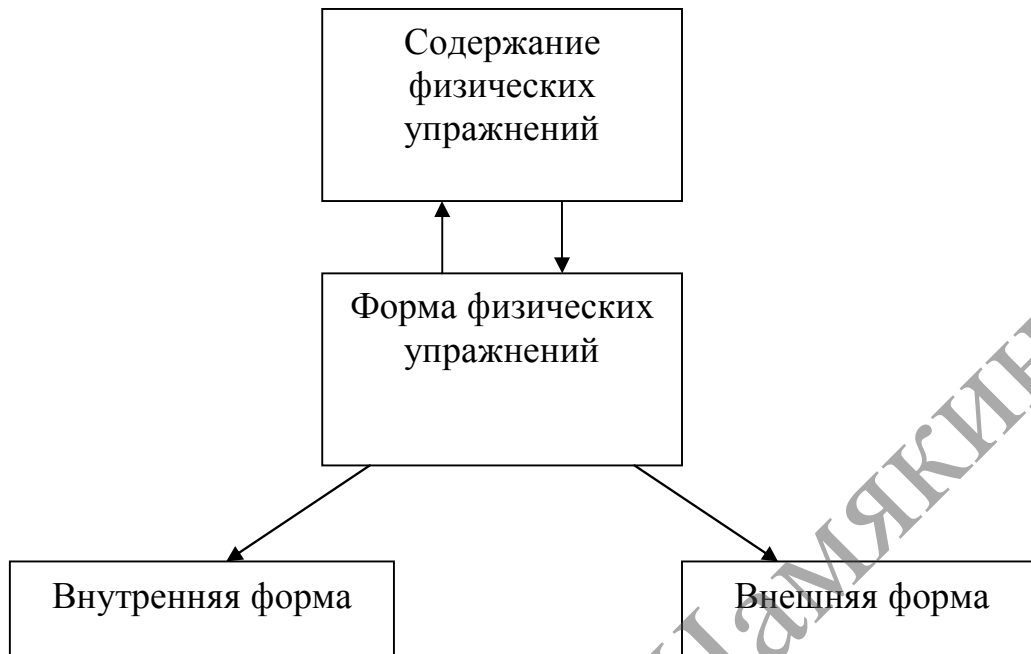 Содержание
физических
упражнений
Форма физических
упражнений
Внутренняя форма
Внешняя форма